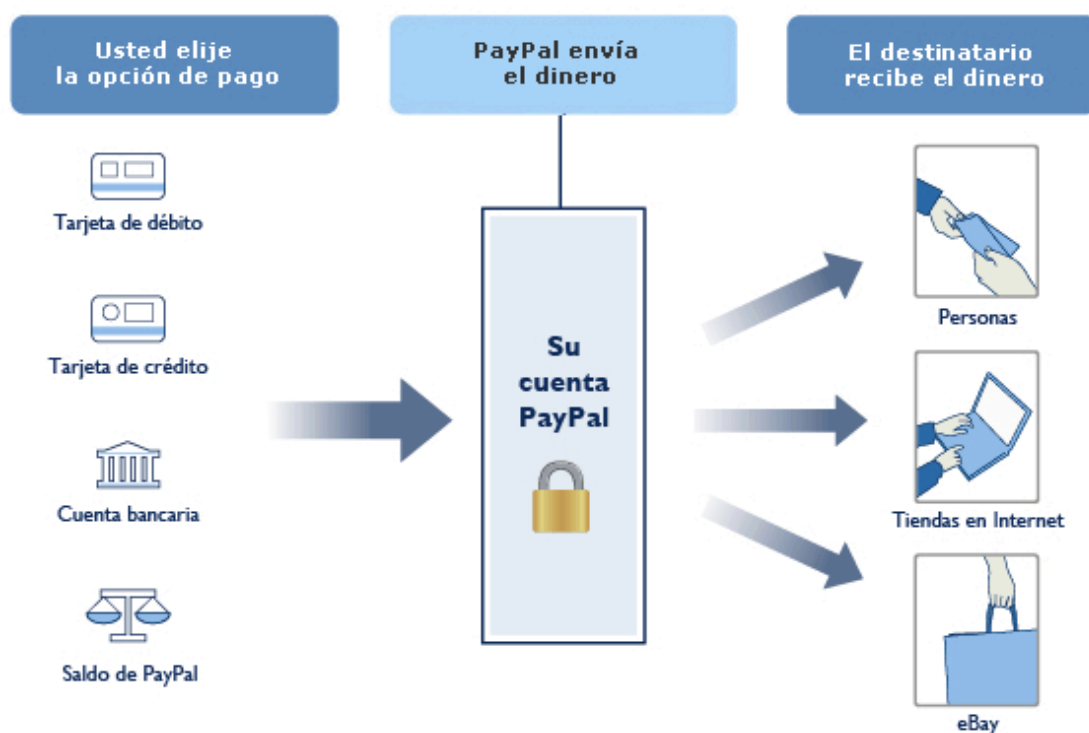 Usted elije
la opción de pago
PayPal envía
el dinero
El destinatario
recibe el dinero
Tarjeta de débito
Tarjeta de crédito
Cuenta bancaria
Saldo de PayPal
Su
cuenta
PayPal
Personas
Tiendas en Internet
eBay